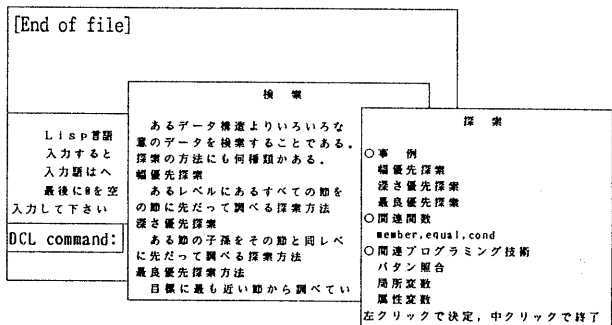 [End of file]
Lisp言語
入力すると
入力語はへ
最後に@を空
入力して下さい
DCL command:
検 索
あるデータ構造よりいろいろな
意のデータを検索することである。
探索の方法にも何種類かある。
幅優先探索
あるレベルにあるすべての節を
の節に先だって調べる探索方法
深さ優先探索
ある節の子孫をその節と同レベ
に先だって調べる探索方法
最良優先探索方法
目標に最も近い節から調べてい
探 索
○事 例
幅優先探索
深さ優先探索
最良優先探索
○関連関数
member,equal,cond
○関連プログラミング技術
パタン照合
局所変数
属性変数
左クリックで決定，中クリックで終了